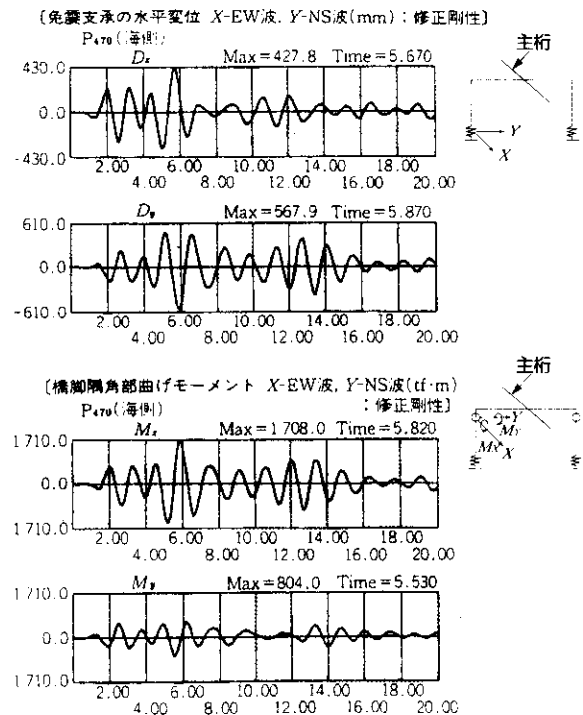 〔免震支承の水平変位 X-EW波, Y-NS波(mm)：修正剛性〕
P470(海側)
Dx Max=427.8 Time=5.670
430.0
0.0
-430.0
2.00 6.00 10.00 14.00 18.00
4.00 8.00 12.00 16.00 20.00
主桁
Y
X
Dy Max=567.9 Time=5.870
610.0
0.0
-610.0
2.00 6.00 10.00 14.00 18.00
4.00 8.00 12.00 16.00 20.00
〔橋脚隅角部曲げモーメント X-EW波, Y-NS波(tf·m)
：修正剛性〕
P470(海側)
Mx Max=1708.0 Time=5.820
1710.0
0.0
1710.0
2.00 6.00 10.00 14.00 18.00
4.00 8.00 12.00 16.00 20.00
主桁
Y
My
Mx
X
My Max=804.0 Time=5.530
1710.0
0.0
1710.0
2.00 6.00 10.00 14.00 18.00
4.00 8.00 12.00 16.00 20.00